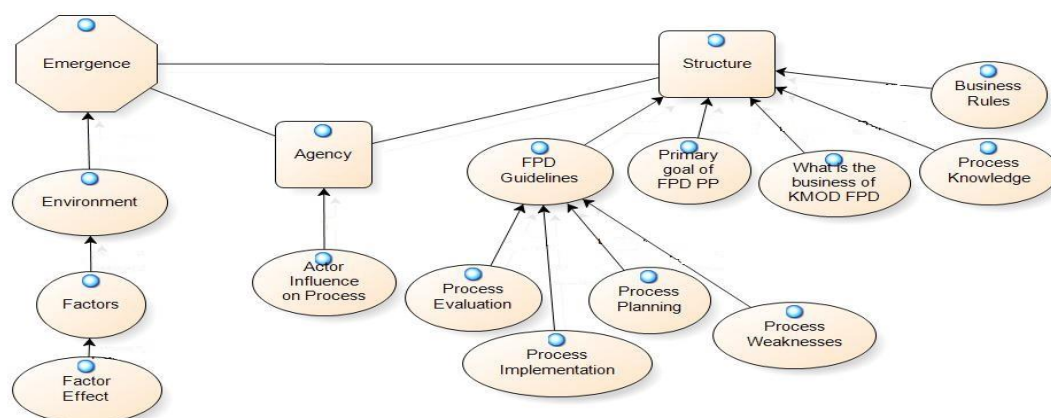 Emergence
Structure
Business
Rules
Agency
FPD
Guidelines
Primary
goal of
FPD PP
What is the
business of
KMOD FPD
Process
Knowledge
Environment
Actor
Influence
on Process
Process
Evaluation
Process
Planning
Factors
Process
Implementation
Process
Weaknesses
Factor
Effect